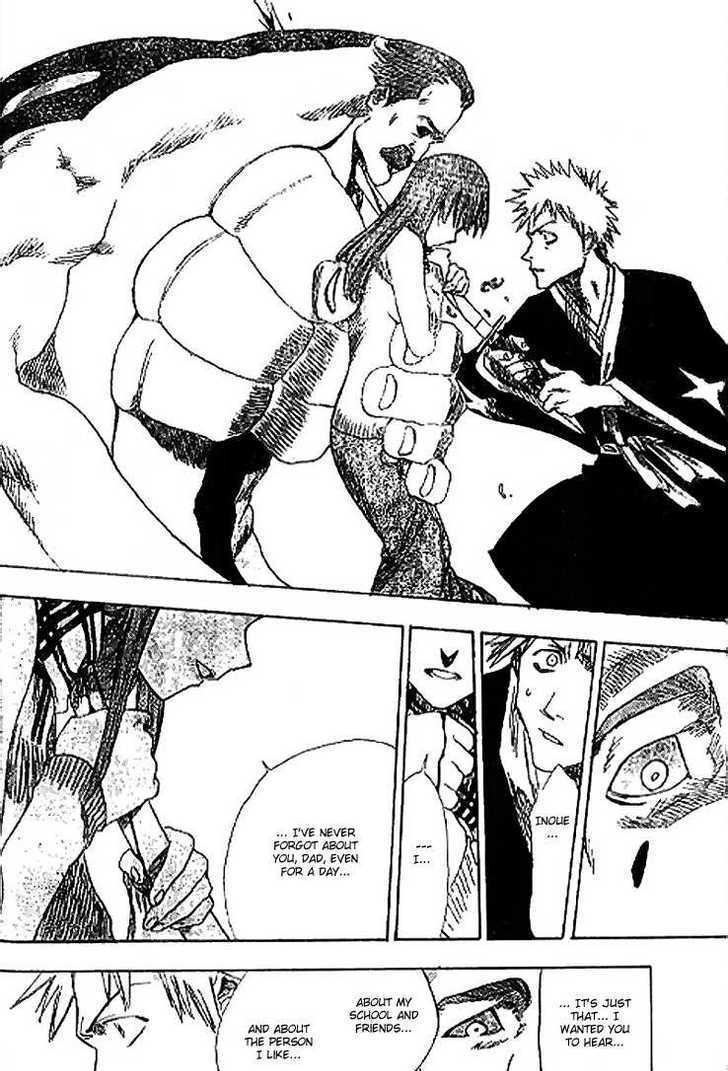 INOUE
...
---
I...
... I'VE NEVER
FORGOT ABOUT
YOU, DAD, EVEN
FOR A DAY...
... IT'S JUST
THAT... I
WANTED YOU
TO HEAR...
ABOUT MY
SCHOOL AND
FRIENDS...
AND ABOUT
THE PERSON
I LIKE...